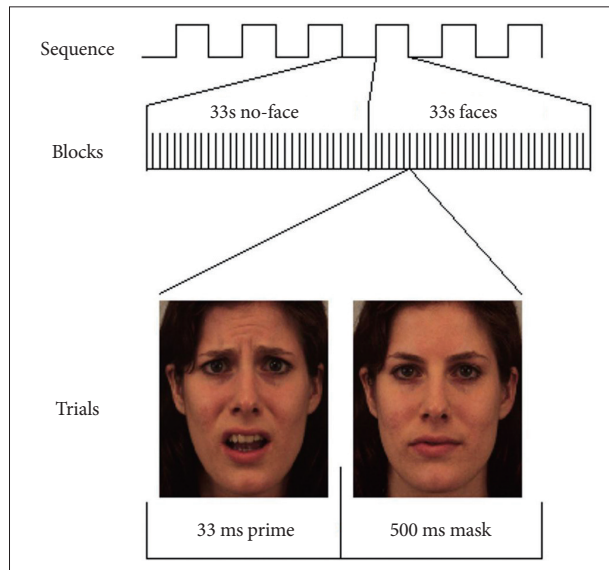 Sequence
33s no-face 33s faces
Blocks
Trials
33 ms prime 500 ms mask